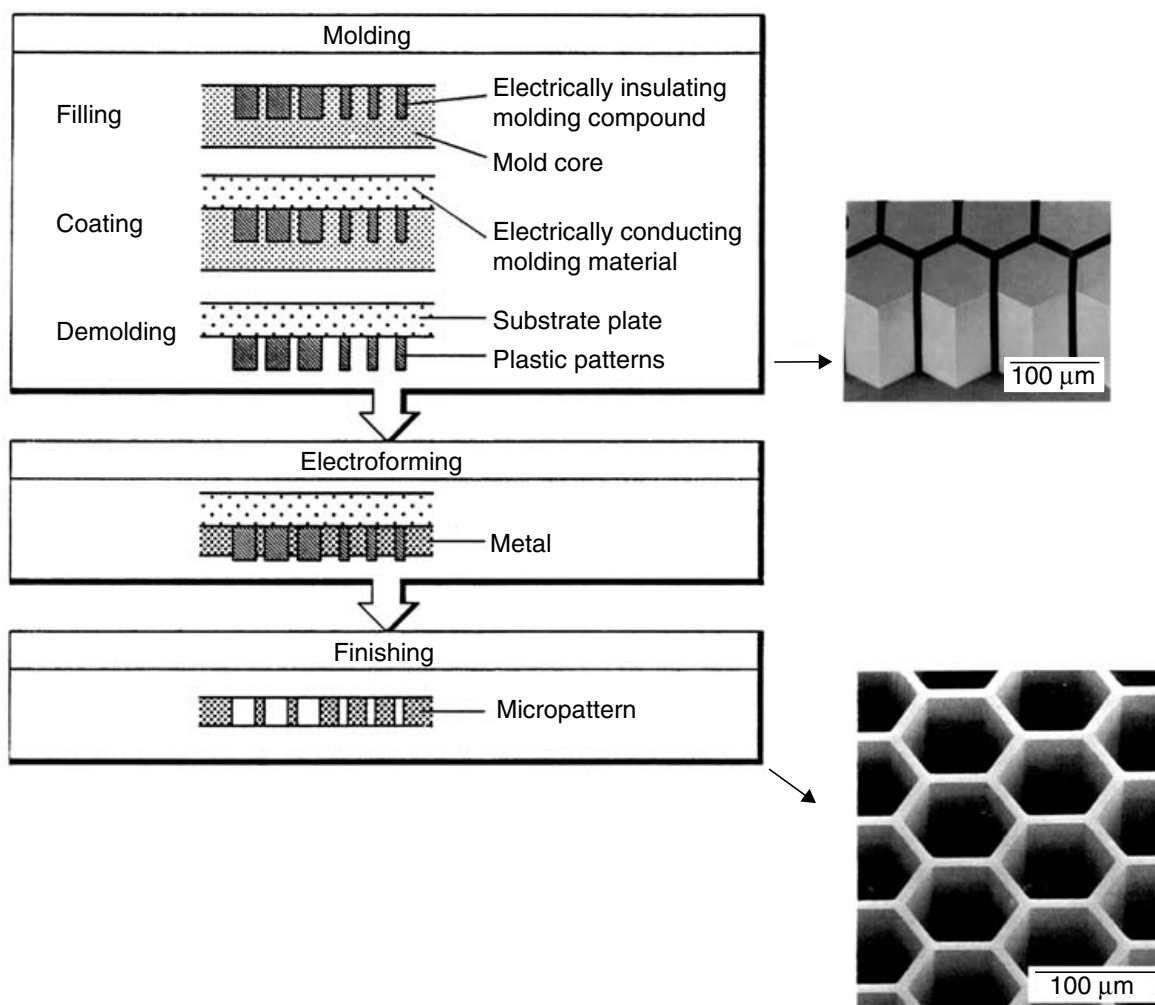 Molding
Filling
Electrically insulating
molding compound
Mold core
Coating
Electrically conducting
molding material
Demolding
Substrate plate
Plastic patterns
100 μm
Electroforming
Metal
Finishing
Micropattern
100 μm